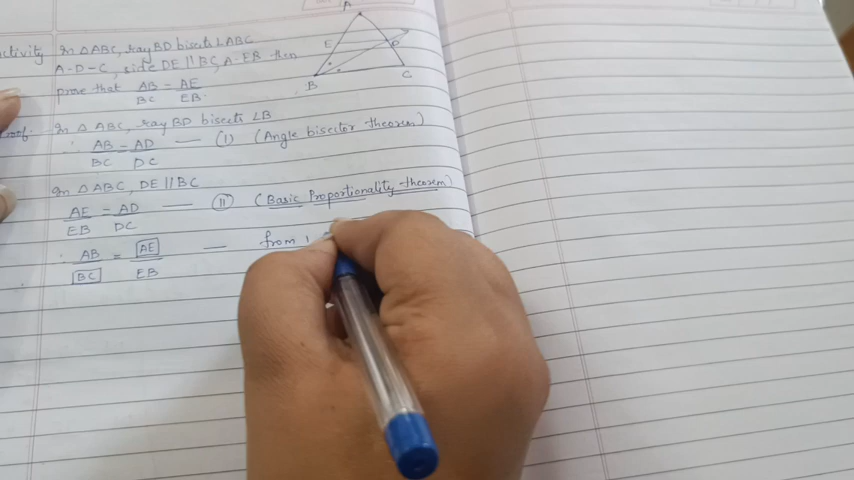 In △ABC, ray BD bisects ∠ABC
A-D-C, side DE || BC, A-E-B then
prove that AB/BC = AE/EB.
A
E
D
B
C
In △ABC, ray BD bisects ∠B
∴ AB/BC = AD/DC — (I) (Angle bisector theorem)
In △ABC, DE || BC
AE/EB = AD/DC — (II) (Basic Proportionality theorem)
∴ AB/BC = AE/EB — from I